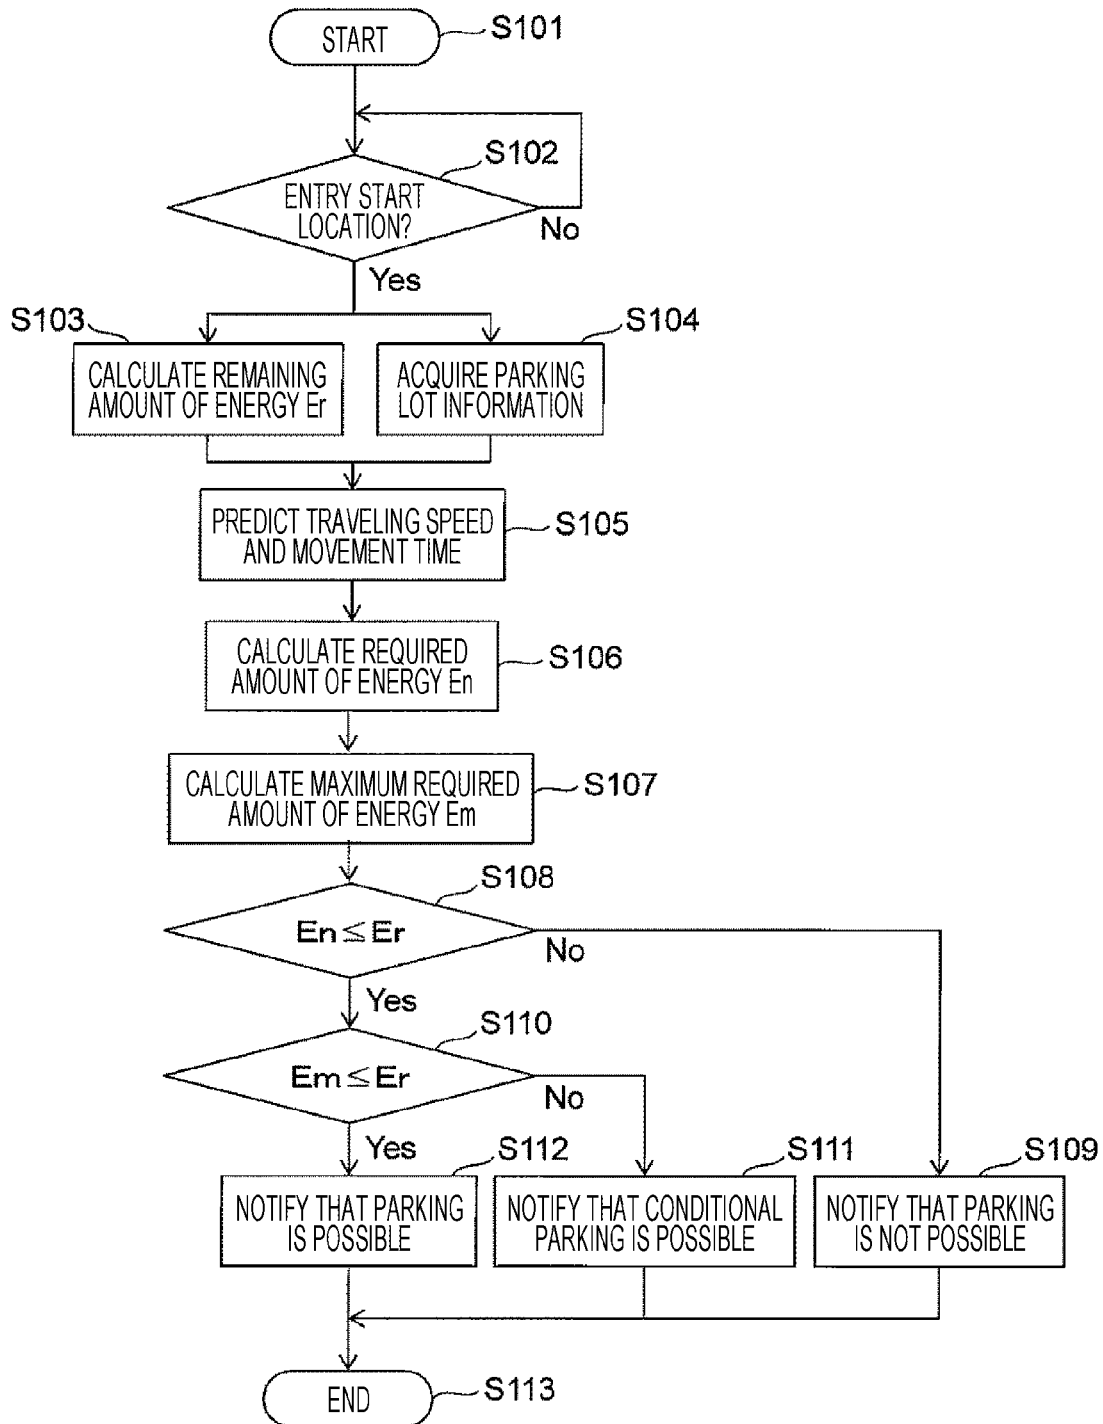 START
S101
S102
ENTRY START
LOCATION?
No
Yes
S103
S104
CALCULATE REMAINING
AMOUNT OF ENERGY Er
ACQUIRE PARKING
LOT INFORMATION
PREDICT TRAVELING SPEED
AND MOVEMENT TIME
S105
CALCULATE REQUIRED
AMOUNT OF ENERGY En
S106
CALCULATE MAXIMUM REQUIRED
AMOUNT OF ENERGY Em
S107
S108
En ≦ Er
No
Yes
S110
Em ≦ Er
No
Yes
S112
S111
S109
NOTIFY THAT PARKING
IS POSSIBLE
NOTIFY THAT CONDITIONAL
PARKING IS POSSIBLE
NOTIFY THAT PARKING
IS NOT POSSIBLE
END
S113